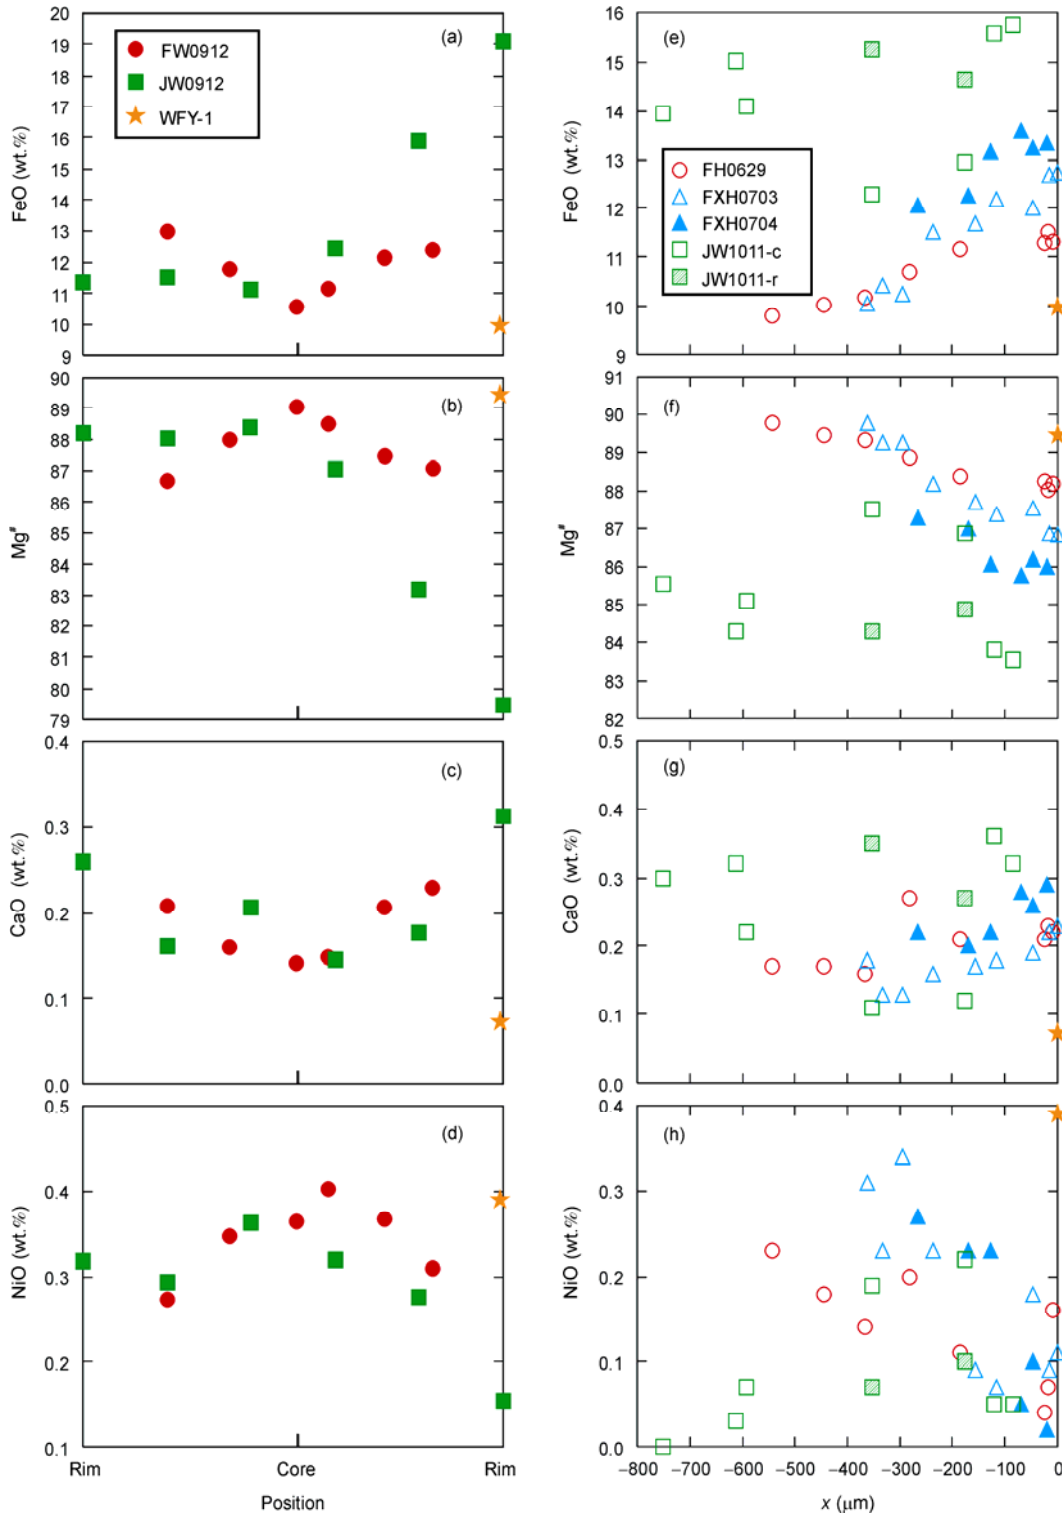 20
19
18
17
16
15
14
13
12
11
10
9
FeO (wt.%)
(a)
FW0912
JW0912
WFY-1
90
89
88
87
86
85
84
83
82
81
80
79
Mg#
(b)
0.4
0.3
0.2
0.1
0.0
CaO (wt.%)
(c)
0.5
0.4
0.3
0.2
0.1
NiO (wt.%)
(d)
Rim
Core
Rim
Position
16
15
14
13
12
11
10
9
FeO (wt.%)
(e)
FH0629
FXH0703
FXH0704
JW1011-c
JW1011-r
91
90
89
88
87
86
85
84
83
82
Mg#
(f)
0.5
0.4
0.3
0.2
0.1
0.0
CaO (wt.%)
(g)
0.4
0.3
0.2
0.1
0.0
NiO (wt.%)
(h)
−800 −700 −600 −500 −400 −300 −200 −100 0
x (μm)